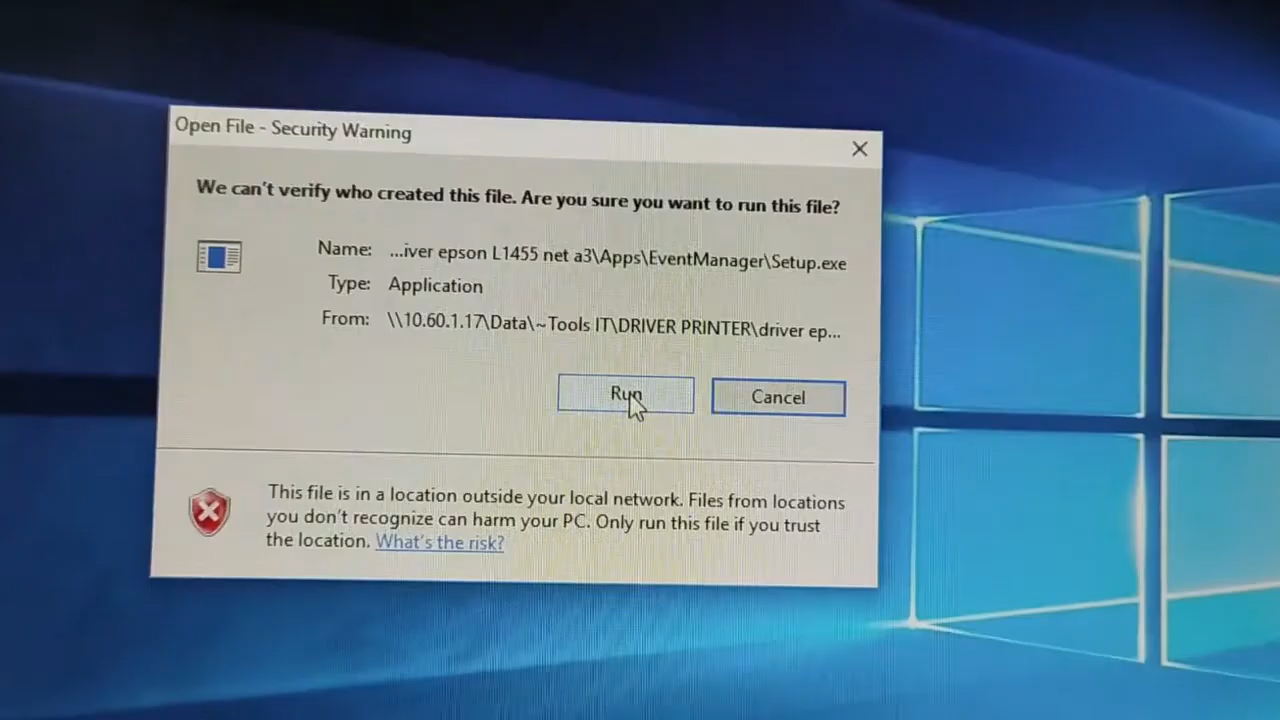 Open File - Security Warning
We can't verify who created this file. Are you sure you want to run this file?
Name: ...iver epson L1455 net a3\Apps\EventManager\Setup.exe
Type: Application
From: \\10.60.1.17\Data\~Tools IT\DRIVER PRINTER\driver ep...
Run Cancel
This file is in a location outside your local network. Files from locations
you don't recognize can harm your PC. Only run this file if you trust
the location. What's the risk?